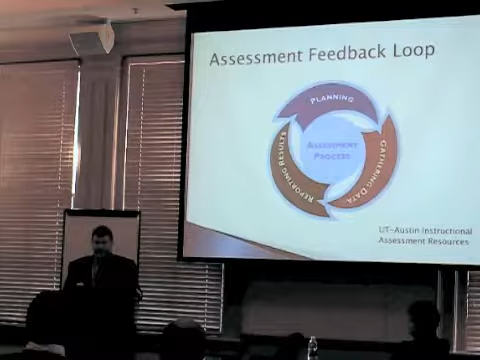 Assessment Feedback Loop
PLANNING
ASSESSMENT
PROCESS
GATHERING DATA
REPORTING RESULTS
UT-Austin Instructional
Assessment Resources